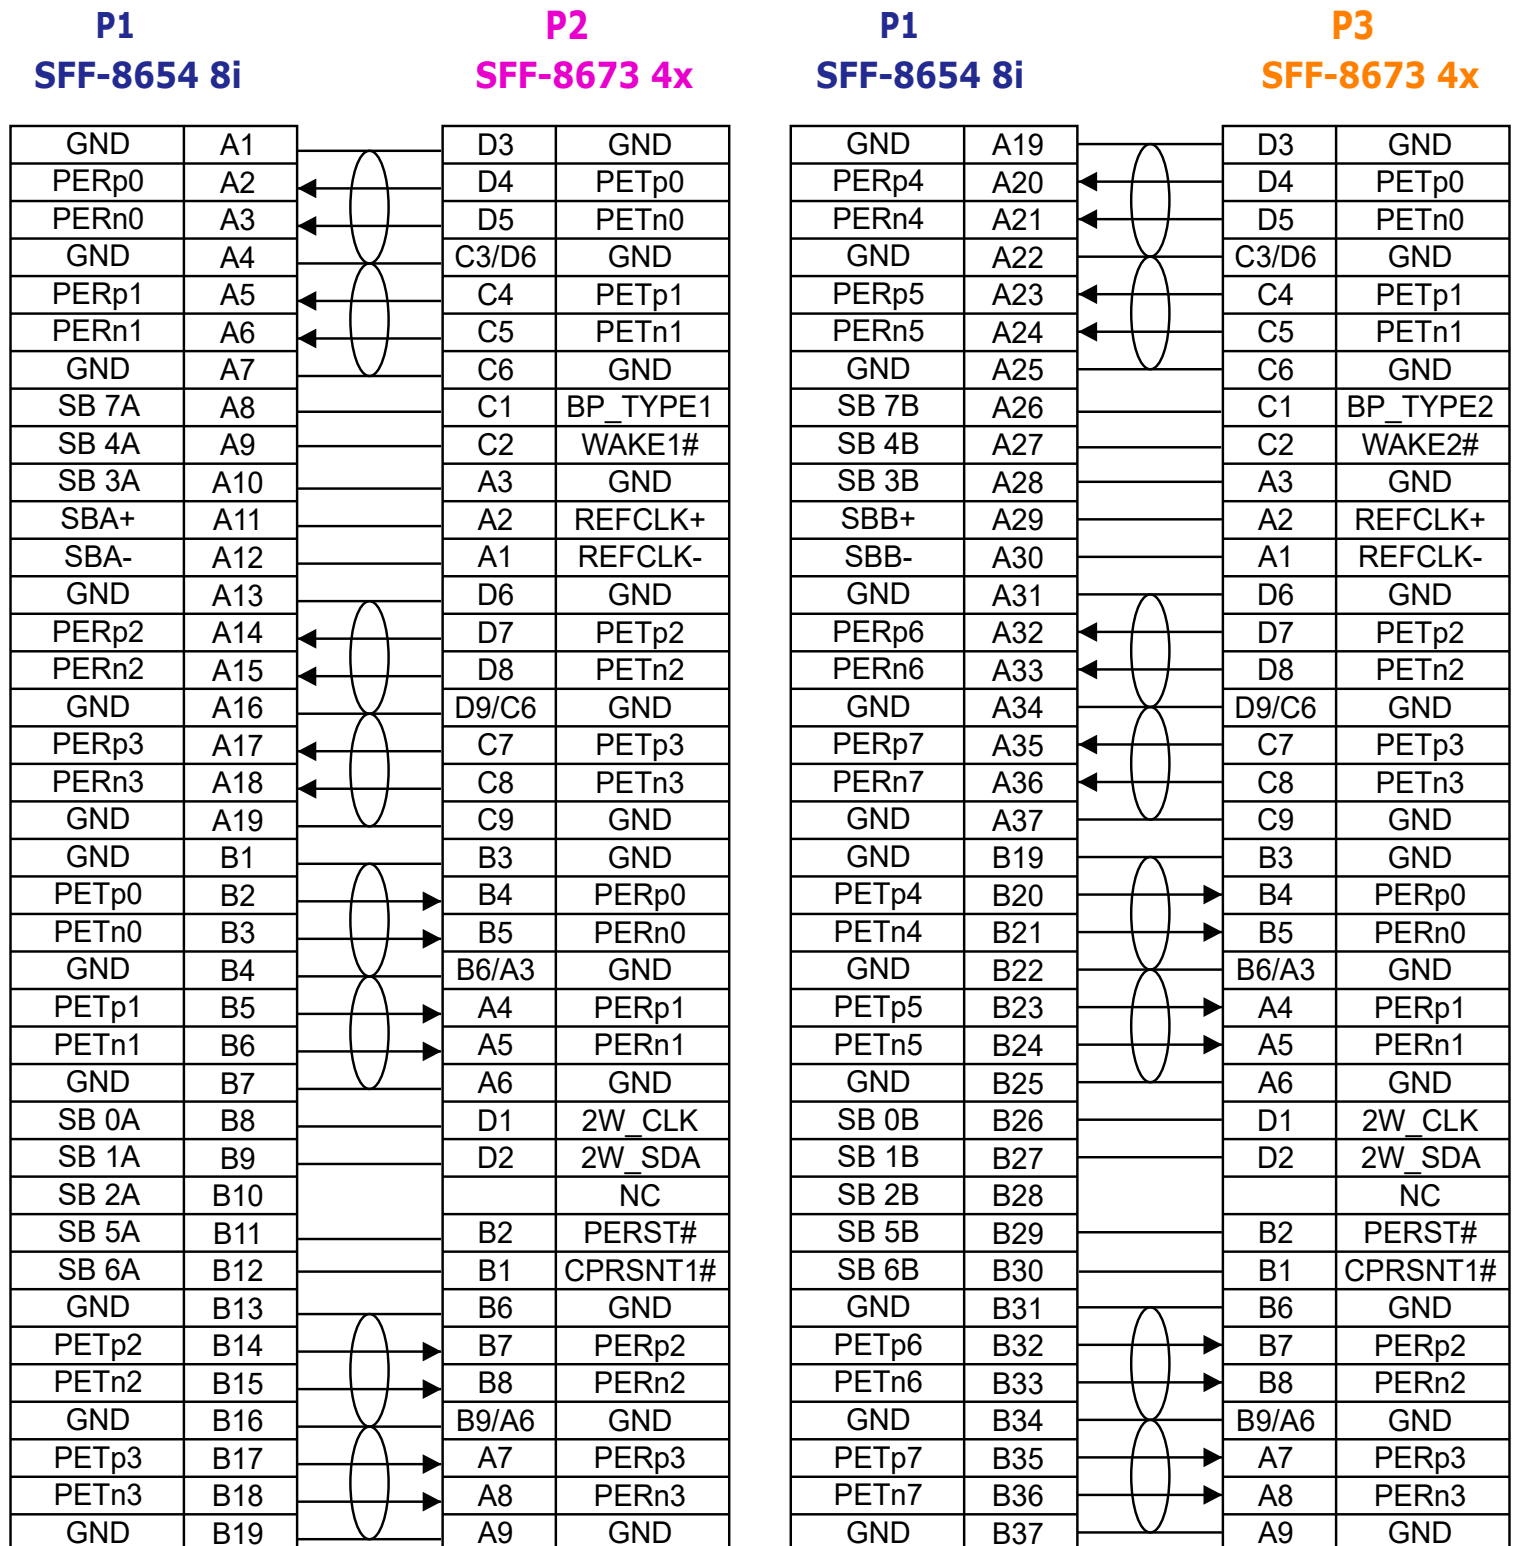 P1 P2 P1 P3
SFF-8654 8i SFF-8673 4x SFF-8654 8i SFF-8673 4x
GND A1 D3 GND GND A19 D3 GND
PERp0 A2 D4 PETp0 PERp4 A20 D4 PETp0
PERn0 A3 D5 PETn0 PERn4 A21 D5 PETn0
GND A4 C3/D6 GND GND A22 C3/D6 GND
PERp1 A5 C4 PETp1 PERp5 A23 C4 PETp1
PERn1 A6 C5 PETn1 PERn5 A24 C5 PETn1
GND A7 C6 GND GND A25 C6 GND
SB 7A A8 C1 BP_TYPE1 SB 7B A26 C1 BP_TYPE2
SB 4A A9 C2 WAKE1# SB 4B A27 C2 WAKE2#
SB 3A A10 A3 GND SB 3B A28 A3 GND
SBA+ A11 A2 REFCLK+ SBB+ A29 A2 REFCLK+
SBA- A12 A1 REFCLK- SBB- A30 A1 REFCLK-
GND A13 D6 GND GND A31 D6 GND
PERp2 A14 D7 PETp2 PERp6 A32 D7 PETp2
PERn2 A15 D8 PETn2 PERn6 A33 D8 PETn2
GND A16 D9/C6 GND GND A34 D9/C6 GND
PERp3 A17 C7 PETp3 PERp7 A35 C7 PETp3
PERn3 A18 C8 PETn3 PERn7 A36 C8 PETn3
GND A19 C9 GND GND A37 C9 GND
GND B1 B3 GND GND B19 B3 GND
PETp0 B2 B4 PERp0 PETp4 B20 B4 PERp0
PETn0 B3 B5 PERn0 PETn4 B21 B5 PERn0
GND B4 B6/A3 GND GND B22 B6/A3 GND
PETp1 B5 A4 PERp1 PETp5 B23 A4 PERp1
PETn1 B6 A5 PERn1 PETn5 B24 A5 PERn1
GND B7 A6 GND GND B25 A6 GND
SB 0A B8 D1 2W_CLK SB 0B B26 D1 2W_CLK
SB 1A B9 D2 2W_SDA SB 1B B27 D2 2W_SDA
SB 2A B10 NC SB 2B B28 NC
SB 5A B11 B2 PERST# SB 5B B29 B2 PERST#
SB 6A B12 B1 CPRSNT1# SB 6B B30 B1 CPRSNT1#
GND B13 B6 GND GND B31 B6 GND
PETp2 B14 B7 PERp2 PETp6 B32 B7 PERp2
PETn2 B15 B8 PERn2 PETn6 B33 B8 PERn2
GND B16 B9/A6 GND GND B34 B9/A6 GND
PETp3 B17 A7 PERp3 PETp7 B35 A7 PERp3
PETn3 B18 A8 PERn3 PETn7 B36 A8 PERn3
GND B19 A9 GND GND B37 A9 GND